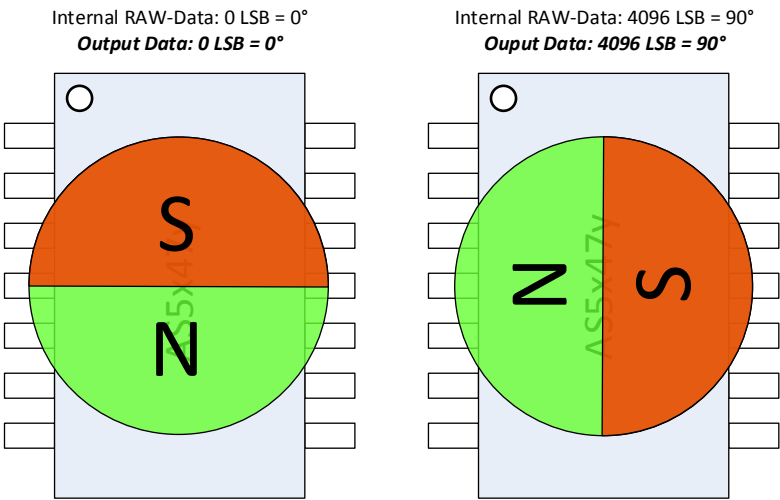 Internal RAW-Data: 0 LSB = 0°
Output Data: 0 LSB = 0°
Internal RAW-Data: 4096 LSB = 90°
Ouput Data: 4096 LSB = 90°
S
N
AS5x47y
N
S
AS5x47y